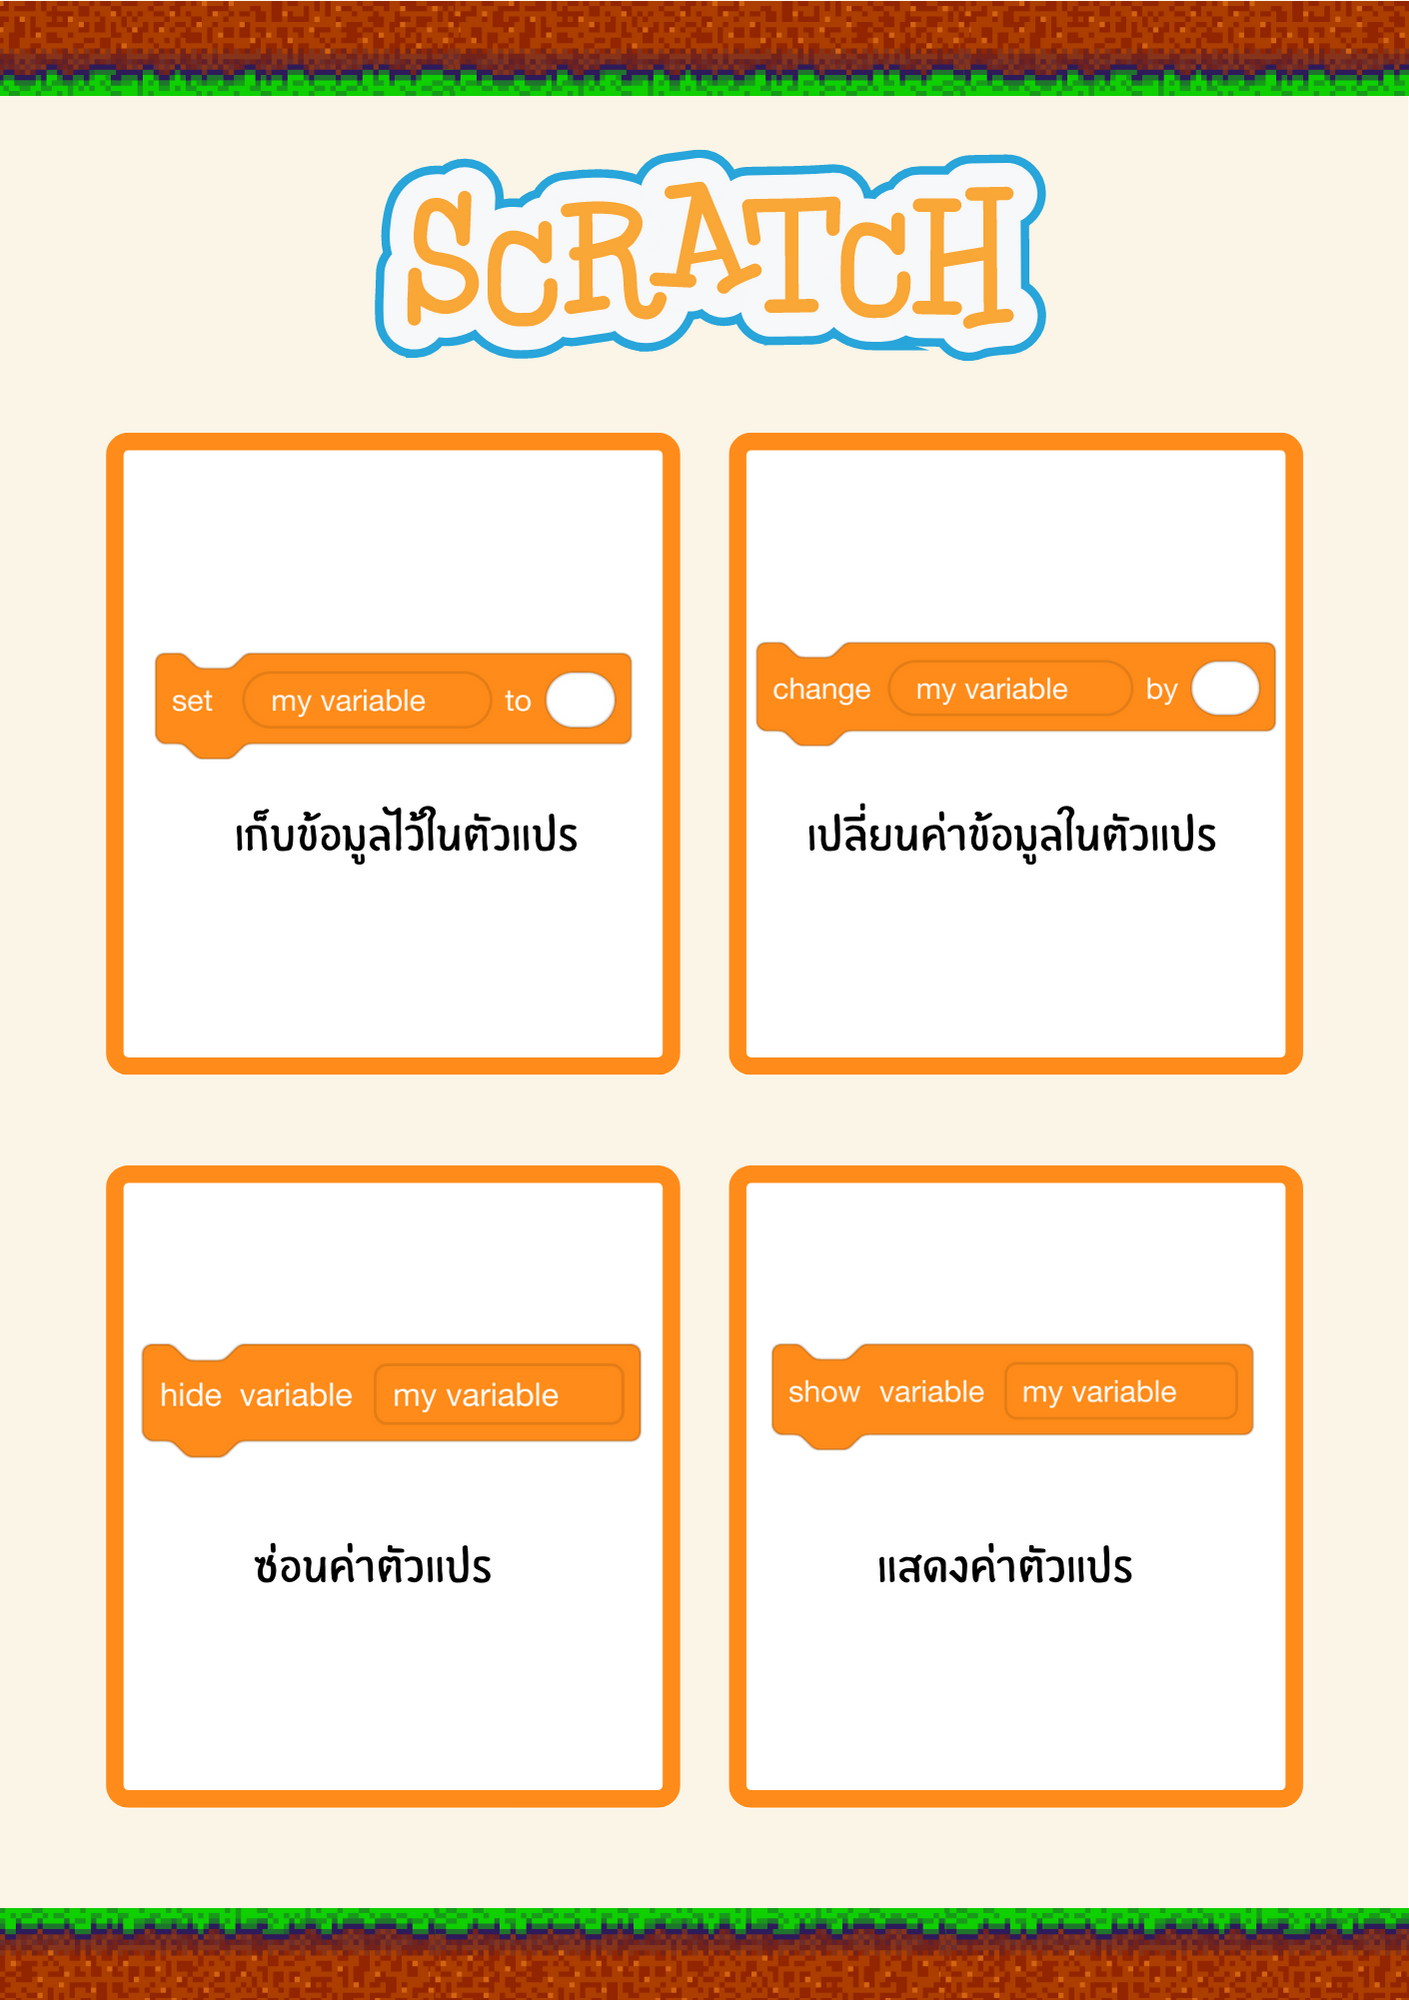 SCRATCH
set my variable to
เก็บข้อมูลไว้ในตัวแปร
change my variable by
เปลี่ยนค่าข้อมูลในตัวแปร
hide variable my variable
ซ่อนค่าตัวแปร
show variable my variable
แสดงค่าตัวแปร